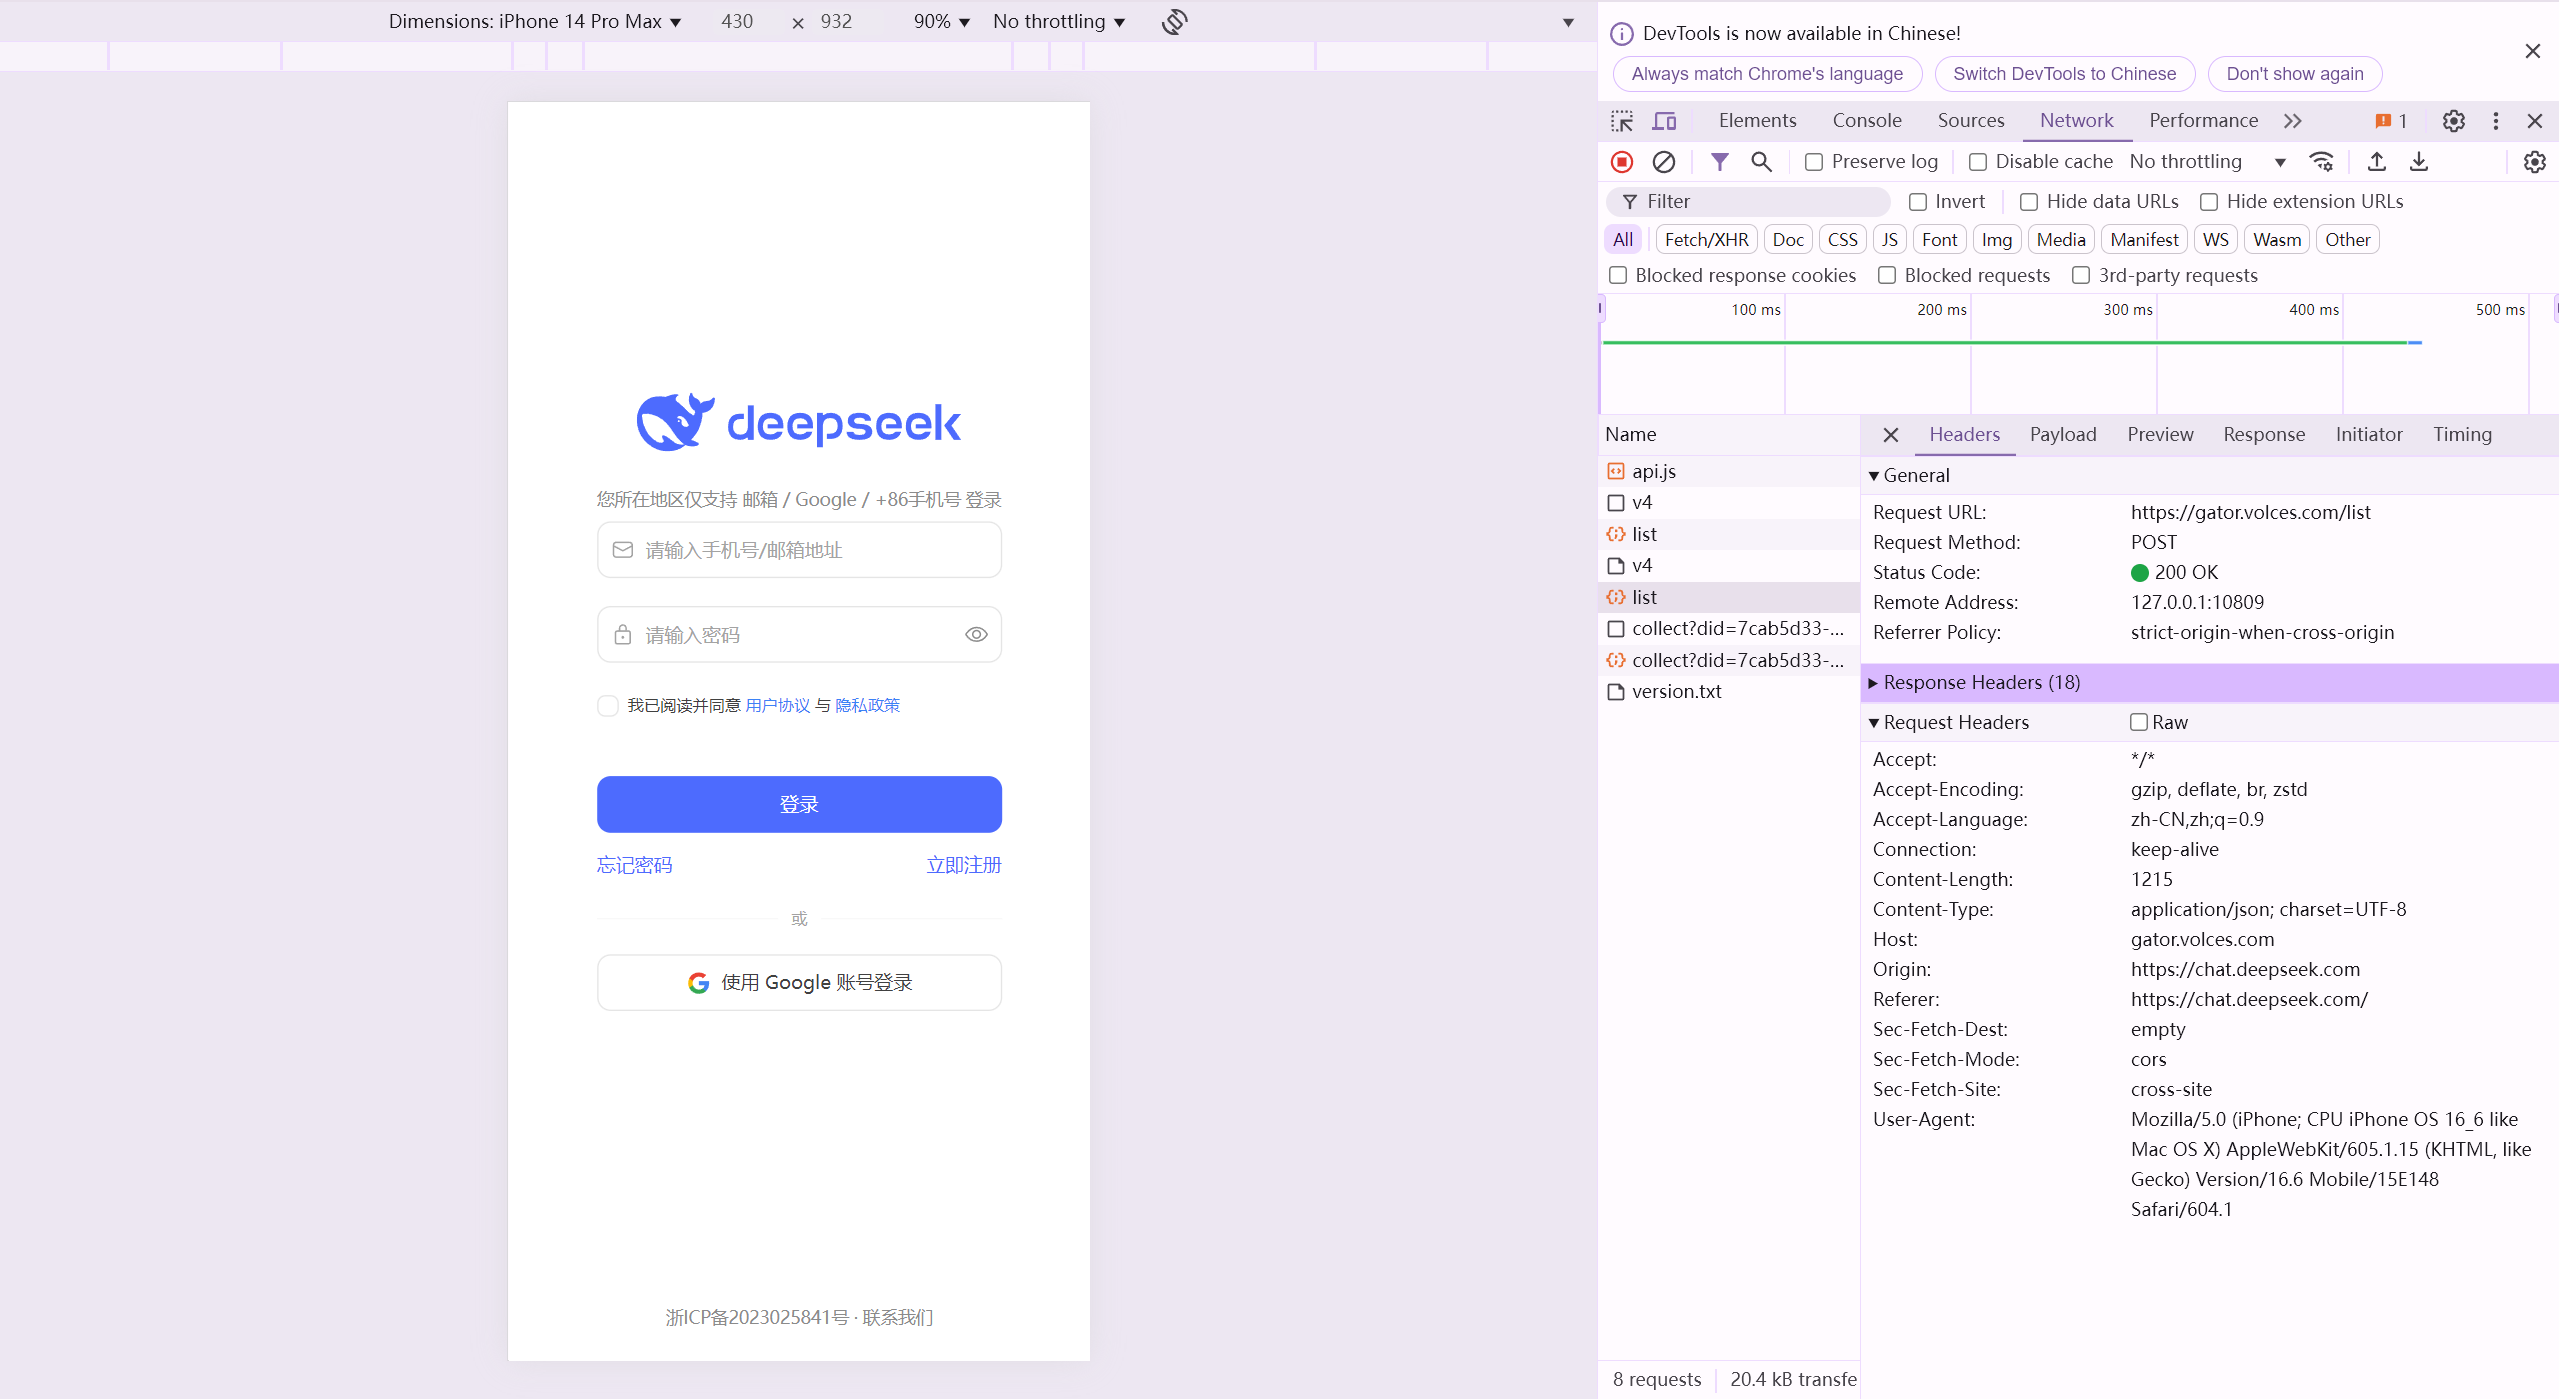 Dimensions: iPhone 14 Pro Max ▼ 430 × 932 90% ▼ No throttling ▼
deepseek
您所在地区仅支持 邮箱 / Google / +86手机号 登录
请输入手机号/邮箱地址
请输入密码
我已阅读并同意 用户协议 与 隐私政策
登录
忘记密码 立即注册
或
使用 Google 账号登录
浙ICP备2023025841号 · 联系我们
DevTools is now available in Chinese!
Always match Chrome's language Switch DevTools to Chinese Don't show again
Elements Console Sources Network Performance 1
Preserve log Disable cache No throttling
Filter Invert Hide data URLs Hide extension URLs
All Fetch/XHR Doc CSS JS Font Img Media Manifest WS Wasm Other
Blocked response cookies Blocked requests 3rd-party requests
100 ms 200 ms 300 ms 400 ms 500 ms
Name
api.js
v4
list
v4
list
collect?did=7cab5d33-...
collect?did=7cab5d33-...
version.txt
8 requests 20.4 kB transfe
Headers Payload Preview Response Initiator Timing
General
Request URL: https://gator.volces.com/list
Request Method: POST
Status Code: 200 OK
Remote Address: 127.0.0.1:10809
Referrer Policy: strict-origin-when-cross-origin
Response Headers (18)
Request Headers Raw
Accept: */*
Accept-Encoding: gzip, deflate, br, zstd
Accept-Language: zh-CN,zh;q=0.9
Connection: keep-alive
Content-Length: 1215
Content-Type: application/json; charset=UTF-8
Host: gator.volces.com
Origin: https://chat.deepseek.com
Referer: https://chat.deepseek.com/
Sec-Fetch-Dest: empty
Sec-Fetch-Mode: cors
Sec-Fetch-Site: cross-site
User-Agent: Mozilla/5.0 (iPhone; CPU iPhone OS 16_6 like
Mac OS X) AppleWebKit/605.1.15 (KHTML, like
Gecko) Version/16.6 Mobile/15E148
Safari/604.1